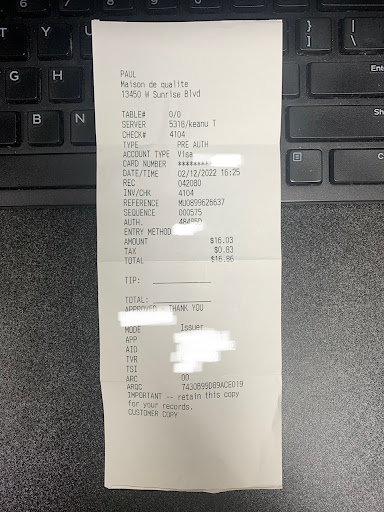 PAUL
Maison de qualite
13450 W Sunrise Blvd
TABLE# 0/0
SERVER 5318/keanu T
CHECK# 4104
TYPE PRE AUTH
ACCOUNT TYPE Visa
CARD NUMBER ********
DATE/TIME 02/12/2022 16:25
REC 042080
INV/CHK 4104
REFERENCE MU0899626637
SEQUENCE 000575
AUTH.
ENTRY METHOD
AMOUNT $16.03
TAX $0.83
TOTAL $16.86
TIP:
TOTAL:
APPROVED - THANK YOU
MODE Issuer
APP
AID
TVR
TSI
ARC 00
ARQC 7430B99DB9ACE019
IMPORTANT -- retain this copy
for your records.
CUSTOMER COPY